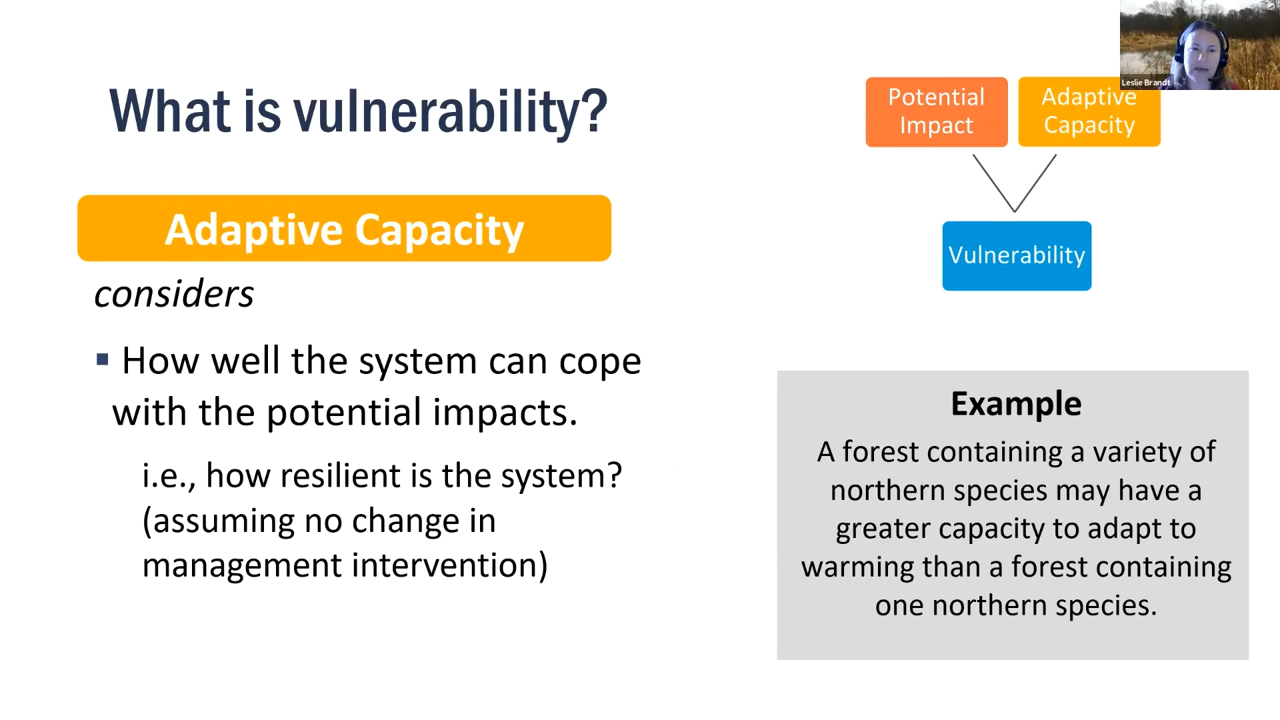 What is vulnerability?
Adaptive Capacity
considers
▪ How well the system can cope
with the potential impacts.
i.e., how resilient is the system?
(assuming no change in
management intervention)
Leslie Brandt
Potential
Impact
Adaptive
Capacity
Vulnerability
Example
A forest containing a variety of
northern species may have a
greater capacity to adapt to
warming than a forest containing
one northern species.